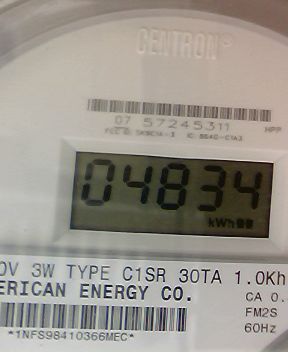 CENTRON®
07 57245311 HPP
04834
kWh
0V 3W TYPE C1SR 30TA 1.0Kh
ERICAN ENERGY CO.
CA 0.
FM2S
*1NFS98410366MEC*
60Hz